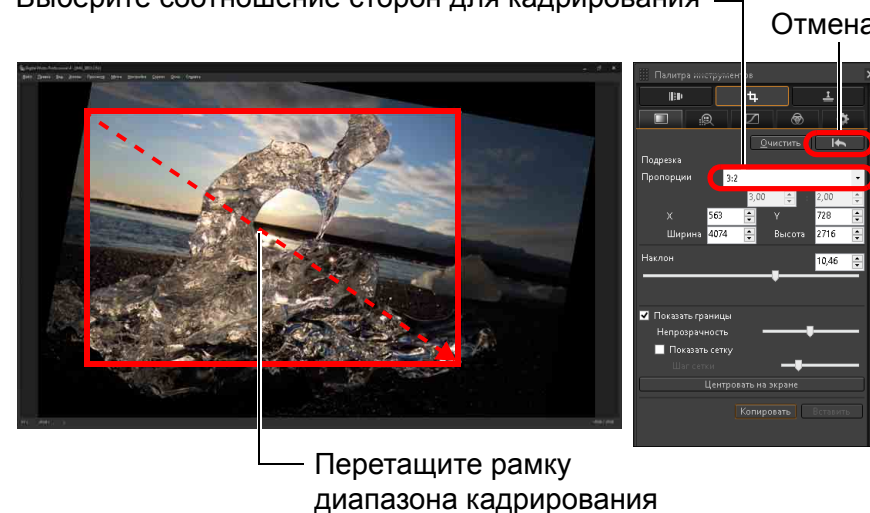 Выберите соотношение сторон для кадрирования
Отмена
Палитра инструментов
Очистить
Подрезка
Пропорции 3:2
3,00 2,00
X 563 Y 728
Ширина 4074 Высота 2716
Наклон 10,46
Показать границы
Непрозрачность
Показать сетку
Шаг сетки
Центровать на экране
Копировать Вставить
Перетащите рамку
диапазона кадрирования